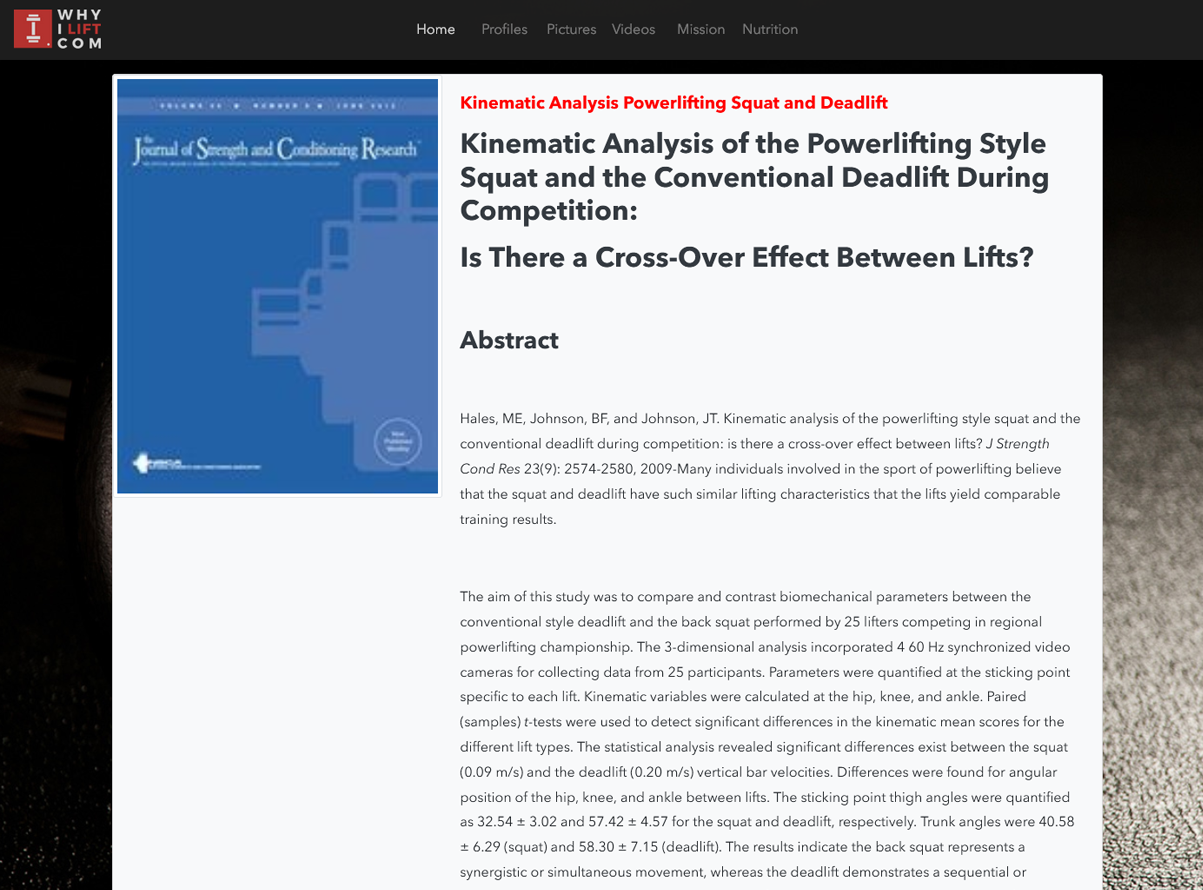 WHY
I LIFT
.COM
Home Profiles Pictures Videos Mission Nutrition
VOLUME NUMBER JUNE
the
Journal of Strength and Conditioning Research
Now
Published
Monthly
Kinematic Analysis Powerlifting Squat and Deadlift
Kinematic Analysis of the Powerlifting Style
Squat and the Conventional Deadlift During
Competition:
Is There a Cross-Over Effect Between Lifts?
Abstract
Hales, ME, Johnson, BF, and Johnson, JT. Kinematic analysis of the powerlifting style squat and the
conventional deadlift during competition: is there a cross-over effect between lifts? J Strength
Cond Res 23(9): 2574-2580, 2009-Many individuals involved in the sport of powerlifting believe
that the squat and deadlift have such similar lifting characteristics that the lifts yield comparable
training results.
The aim of this study was to compare and contrast biomechanical parameters between the
conventional style deadlift and the back squat performed by 25 lifters competing in regional
powerlifting championship. The 3-dimensional analysis incorporated 4 60 Hz synchronized video
cameras for collecting data from 25 participants. Parameters were quantified at the sticking point
specific to each lift. Kinematic variables were calculated at the hip, knee, and ankle. Paired
(samples) t-tests were used to detect significant differences in the kinematic mean scores for the
different lift types. The statistical analysis revealed significant differences exist between the squat
(0.09 m/s) and the deadlift (0.20 m/s) vertical bar velocities. Differences were found for angular
position of the hip, knee, and ankle between lifts. The sticking point thigh angles were quantified
as 32.54 ± 3.02 and 57.42 ± 4.57 for the squat and deadlift, respectively. Trunk angles were 40.58
± 6.29 (squat) and 58.30 ± 7.15 (deadlift). The results indicate the back squat represents a
synergistic or simultaneous movement, whereas the deadlift demonstrates a sequential or